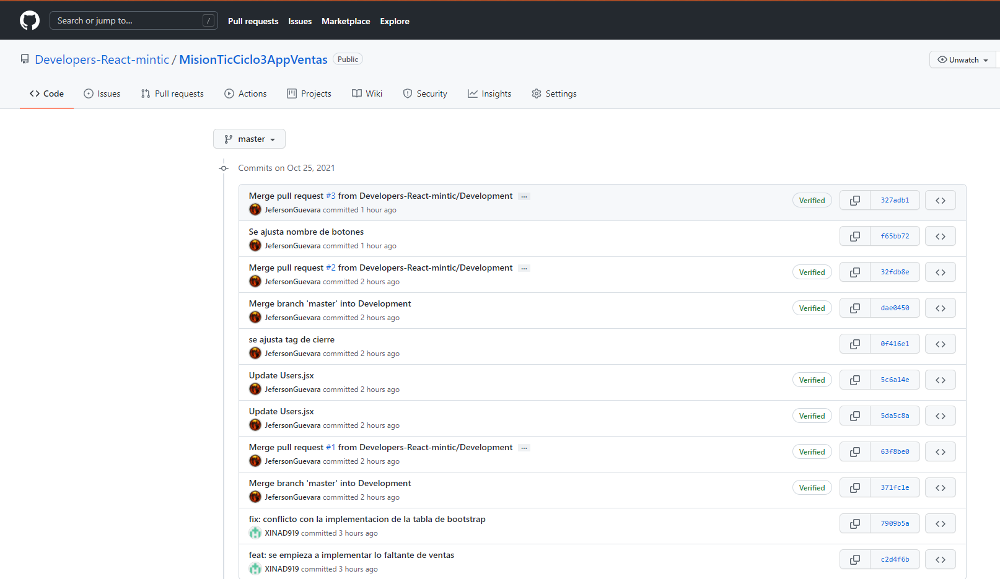 Search or jump to... /
Pull requests Issues Marketplace Explore
Developers-React-mintic / MisionTicCiclo3AppVentas Public
Unwatch
Code Issues Pull requests Actions Projects Wiki Security Insights Settings
master
Commits on Oct 25, 2021
Merge pull request #3 from Developers-React-mintic/Development ...
Verified 327adb1
JefersonGuevara committed 1 hour ago
Se ajusta nombre de botones
f65bb72
JefersonGuevara committed 1 hour ago
Merge pull request #2 from Developers-React-mintic/Development ...
Verified 32fdb8e
JefersonGuevara committed 2 hours ago
Merge branch 'master' into Development
Verified dae0450
JefersonGuevara committed 2 hours ago
se ajusta tag de cierre
0f416e1
JefersonGuevara committed 2 hours ago
Update Users.jsx
Verified 5c6a14e
JefersonGuevara committed 2 hours ago
Update Users.jsx
Verified 5da5c8a
JefersonGuevara committed 2 hours ago
Merge pull request #1 from Developers-React-mintic/Development ...
Verified 63f8be0
JefersonGuevara committed 2 hours ago
Merge branch 'master' into Development
Verified 371fc1e
JefersonGuevara committed 2 hours ago
fix: conflicto con la implementacion de la tabla de bootstrap
7909b5a
XINAD919 committed 3 hours ago
feat: se empieza a implementar lo faltante de ventas
c2d4f6b
XINAD919 committed 3 hours ago